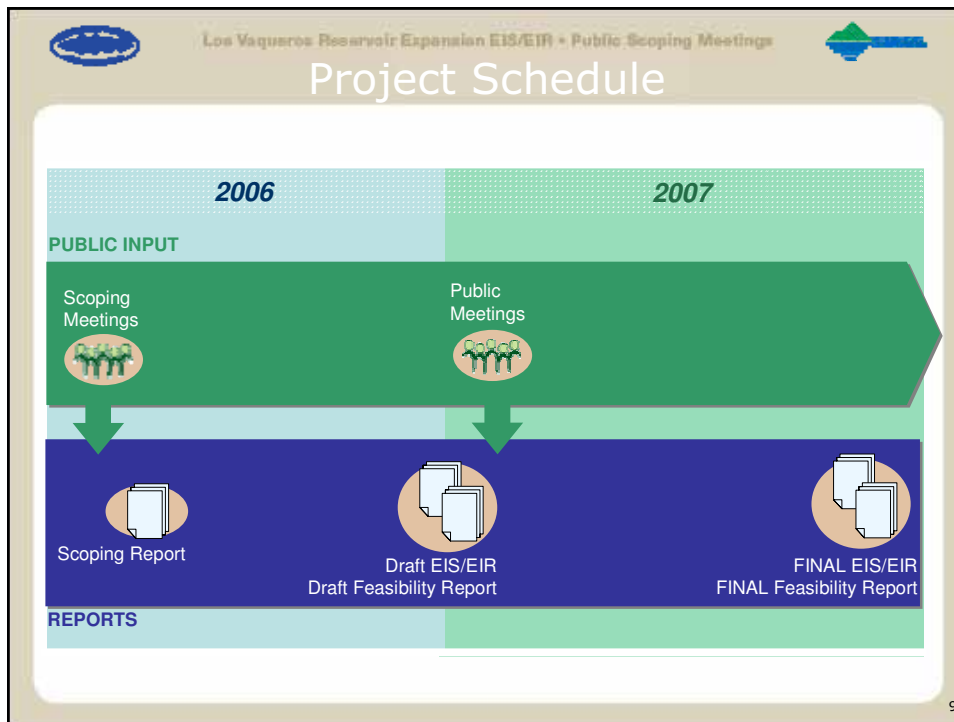 Los Vaqueros Reservoir Expansion EIS/EIR • Public Scoping Meetings
Project Schedule
2006
2007
PUBLIC INPUT
Scoping
Meetings
Public
Meetings
Scoping Report
Draft EIS/EIR
Draft Feasibility Report
FINAL EIS/EIR
FINAL Feasibility Report
REPORTS
9